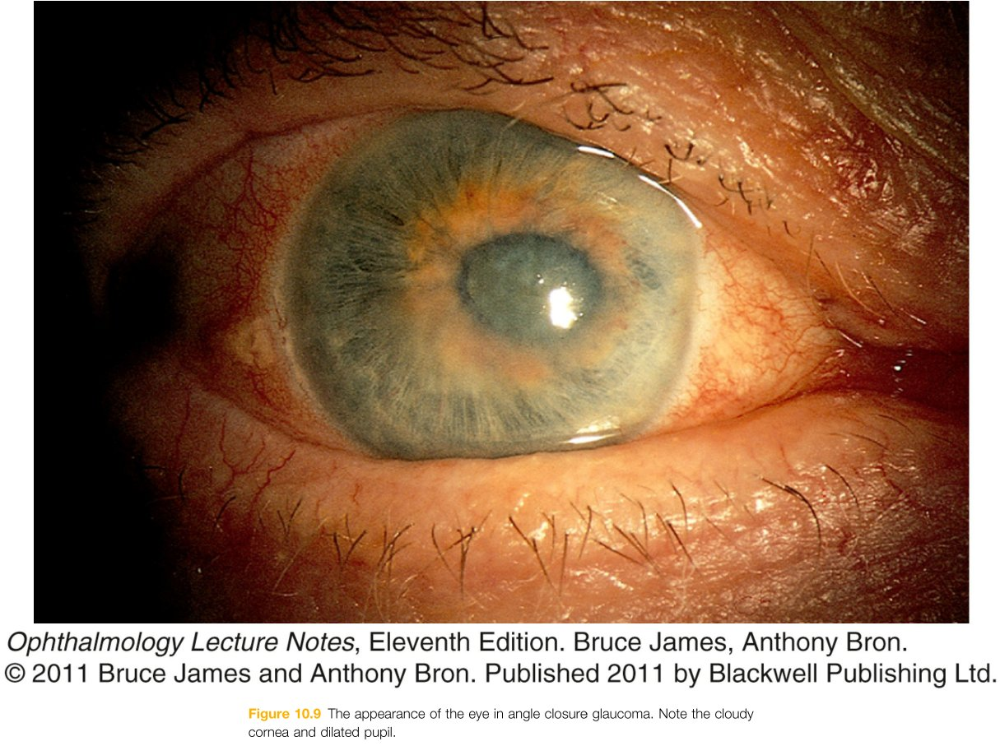 Ophthalmology Lecture Notes, Eleventh Edition. Bruce James, Anthony Bron.
© 2011 Bruce James and Anthony Bron. Published 2011 by Blackwell Publishing Ltd.
Figure 10.9 The appearance of the eye in angle closure glaucoma. Note the cloudy
cornea and dilated pupil.